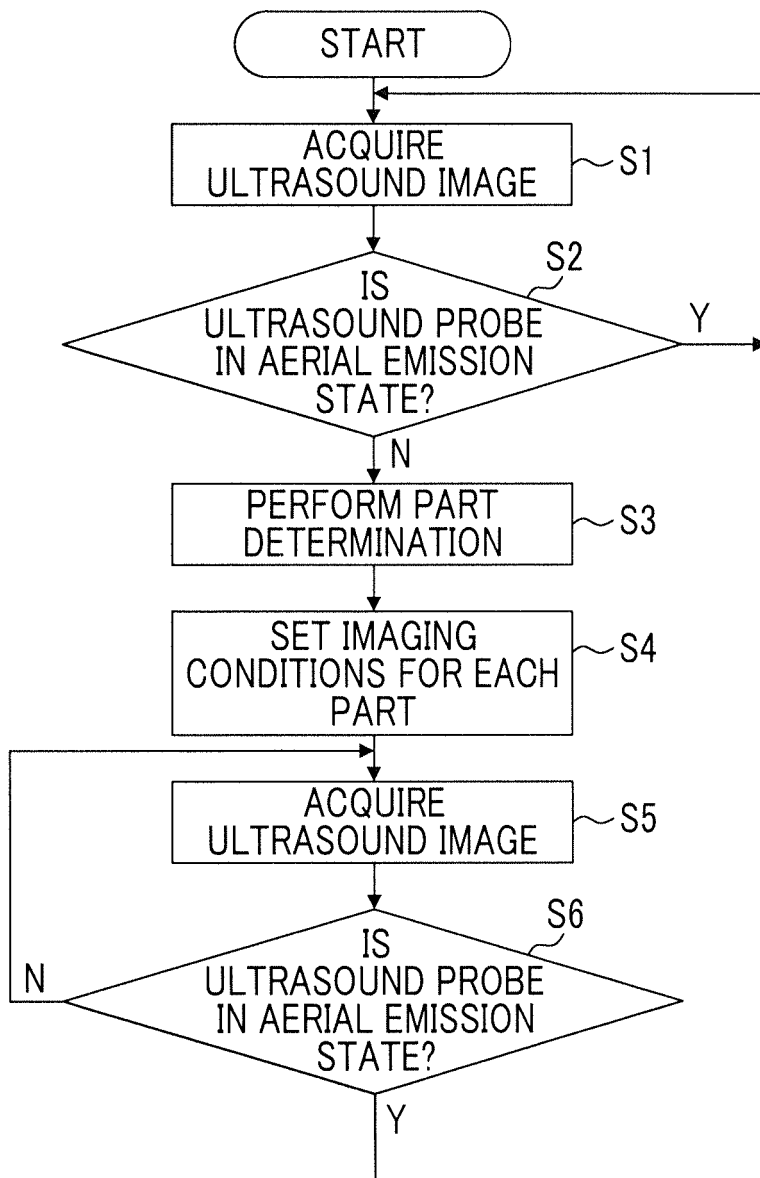 START
ACQUIRE
ULTRASOUND IMAGE
S1
IS
ULTRASOUND PROBE
IN AERIAL EMISSION
STATE?
S2
Y
N
PERFORM PART
DETERMINATION
S3
SET IMAGING
CONDITIONS FOR EACH
PART
S4
ACQUIRE
ULTRASOUND IMAGE
S5
IS
ULTRASOUND PROBE
IN AERIAL EMISSION
STATE?
S6
N
Y